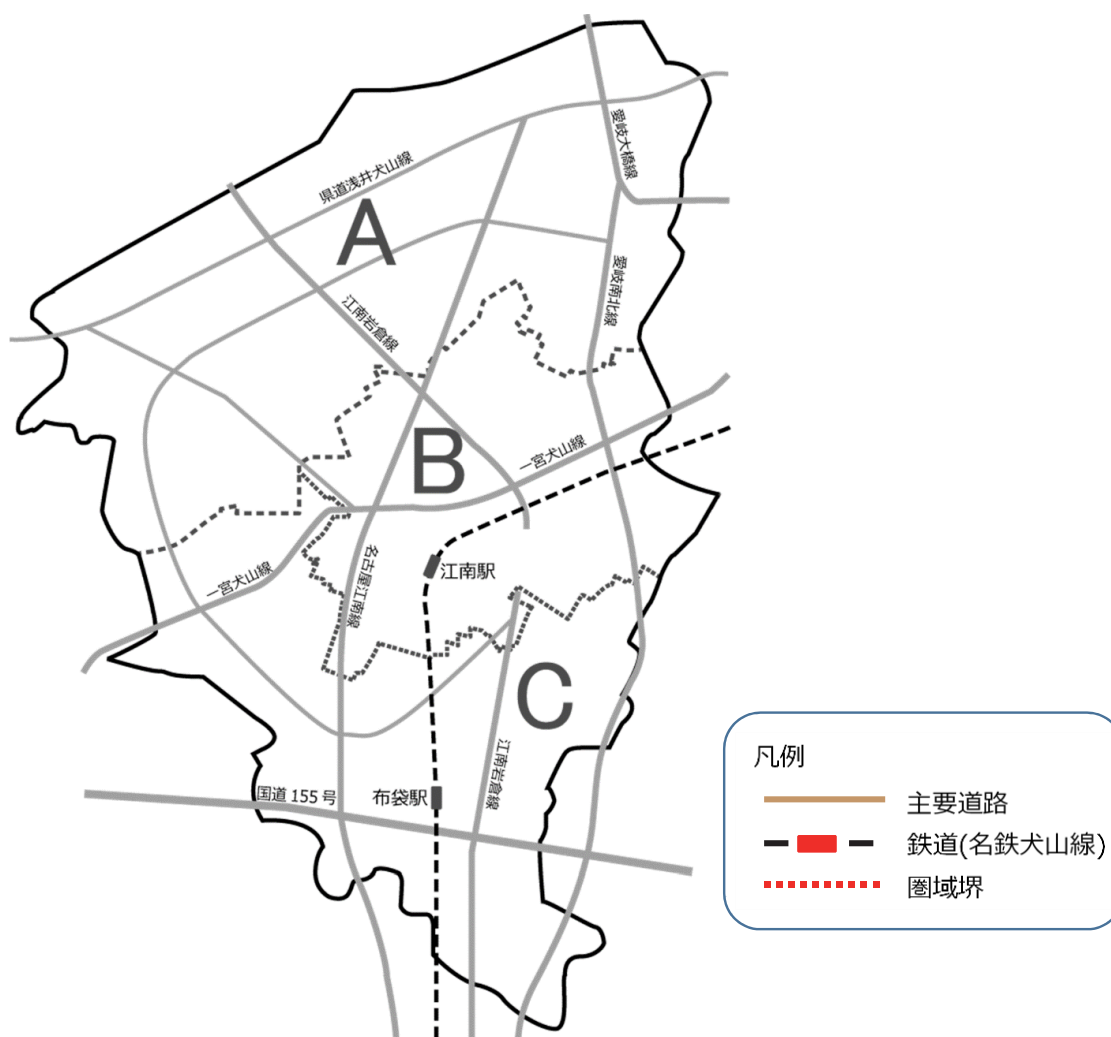 愛岐大橋線
県道浅井犬山線
A
愛岐南北線
江南岩倉線
B
一宮犬山線
名古屋江南線
江南駅
一宮犬山線
C
江南岩倉線
国道 155 号
布袋駅
凡例
主要道路
鉄道(名鉄犬山線)
圏域堺